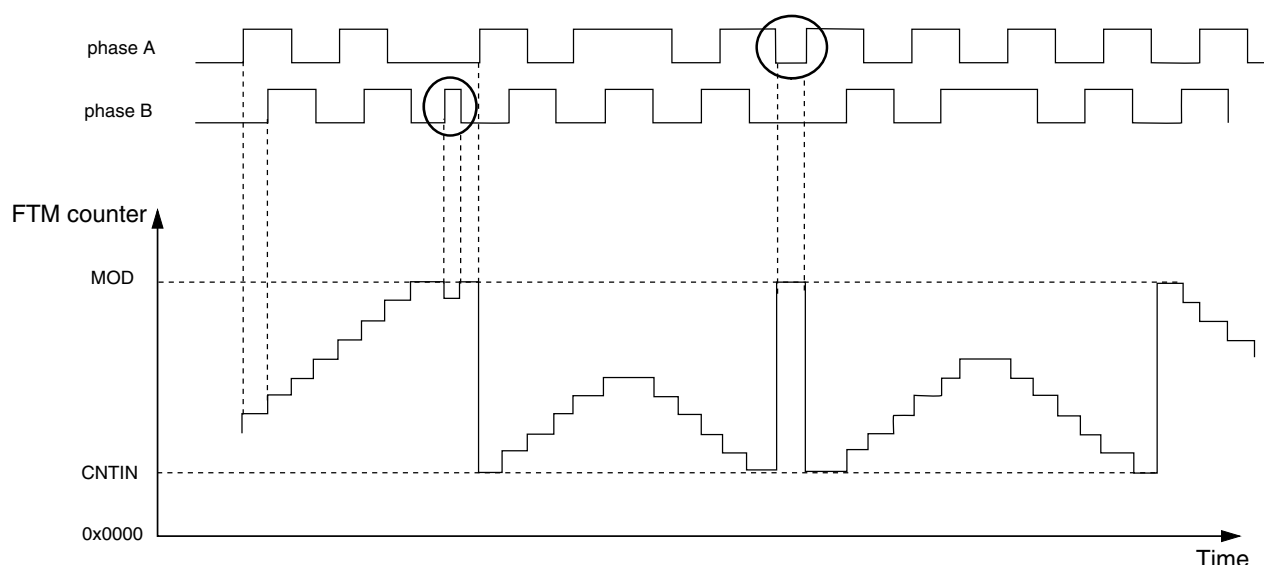 phase A
phase B
FTM counter
MOD
CNTIN
0x0000
Time